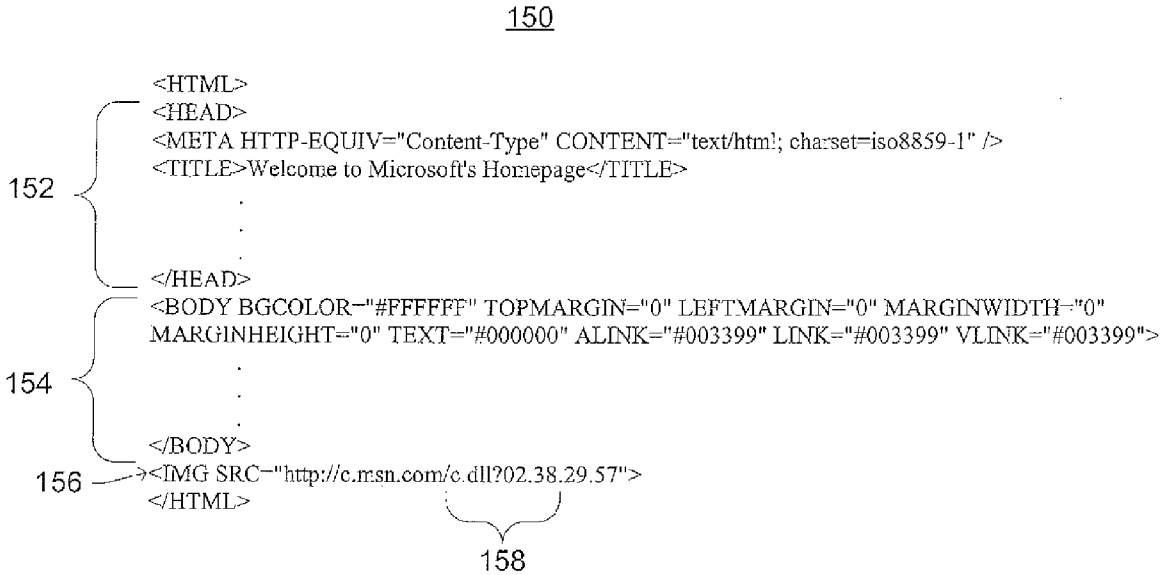 150
<HTML>
<HEAD>
<META HTTP-EQUIV="Content-Type" CONTENT="text/html; charset=iso8859-1" />
<TITLE>Welcome to Microsoft's Homepage</TITLE>
152
.
.
.
</HEAD>
<BODY BGCOLOR="#FFFFFF" TOPMARGIN="0" LEFTMARGIN="0" MARGINWIDTH="0"
MARGINHEIGHT="0" TEXT="#000000" ALINK="#003399" LINK="#003399" VLINK="#003399">
154
.
.
.
</BODY>
156 <IMG SRC="http://c.msn.com/c.dll?02.38.29.57">
</HTML>
158